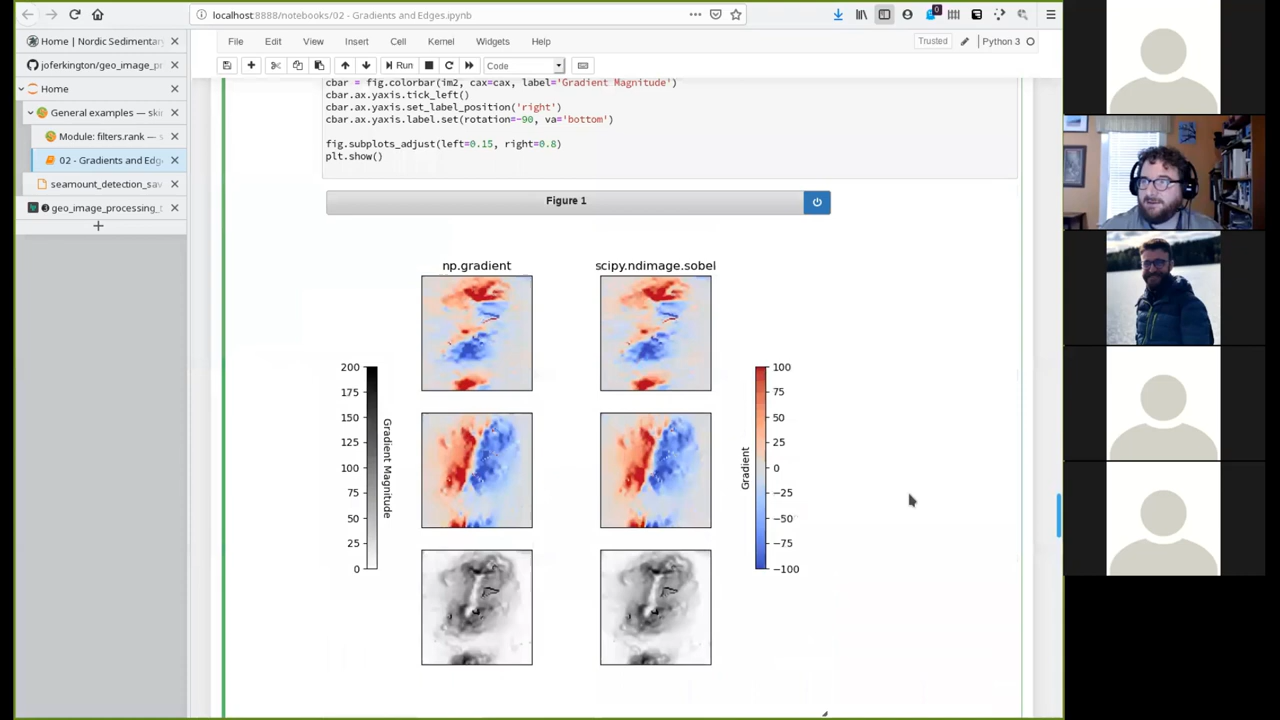 localhost:8888/notebooks/02 - Gradients and Edges.ipynb
Home | Nordic Sedimentar
joferkington/geo_image_pr
Home
General examples — skim
Module: filters.rank — s
02 - Gradients and Edge
seamount_detection_sav
geo_image_processing_t
File Edit View Insert Cell Kernel Widgets Help
Trusted
Python 3
Run
Code
cbar = fig.colorbar(im2, cax=cax, label='Gradient Magnitude')
cbar.ax.yaxis.tick_left()
cbar.ax.yaxis.set_label_position('right')
cbar.ax.yaxis.label.set(rotation=-90, va='bottom')
fig.subplots_adjust(left=0.15, right=0.8)
plt.show()
Figure 1
np.gradient
scipy.ndimage.sobel
200
175
150
125
100
75
50
25
0
Gradient Magnitude
Gradient
100
75
50
25
0
−25
−50
−75
−100